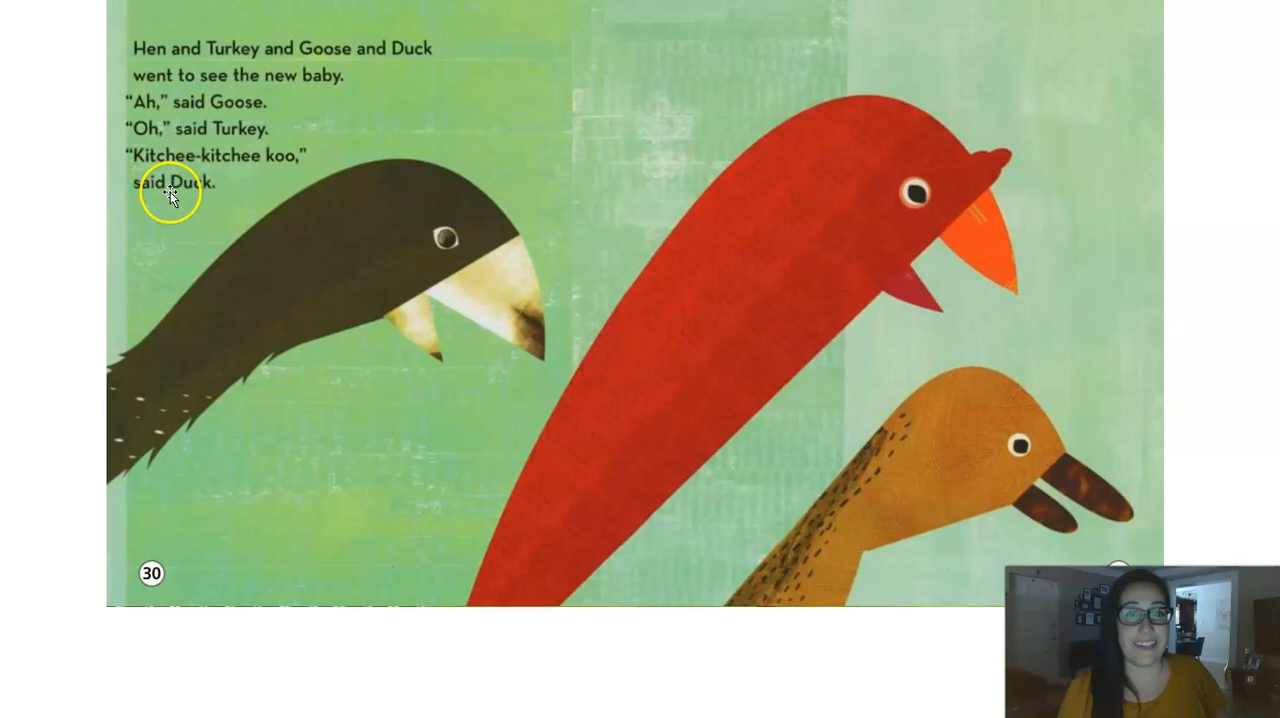 Hen and Turkey and Goose and Duck
went to see the new baby.
“Ah,” said Goose.
“Oh,” said Turkey.
“Kitchee-kitchee koo,”
said Duck.
30